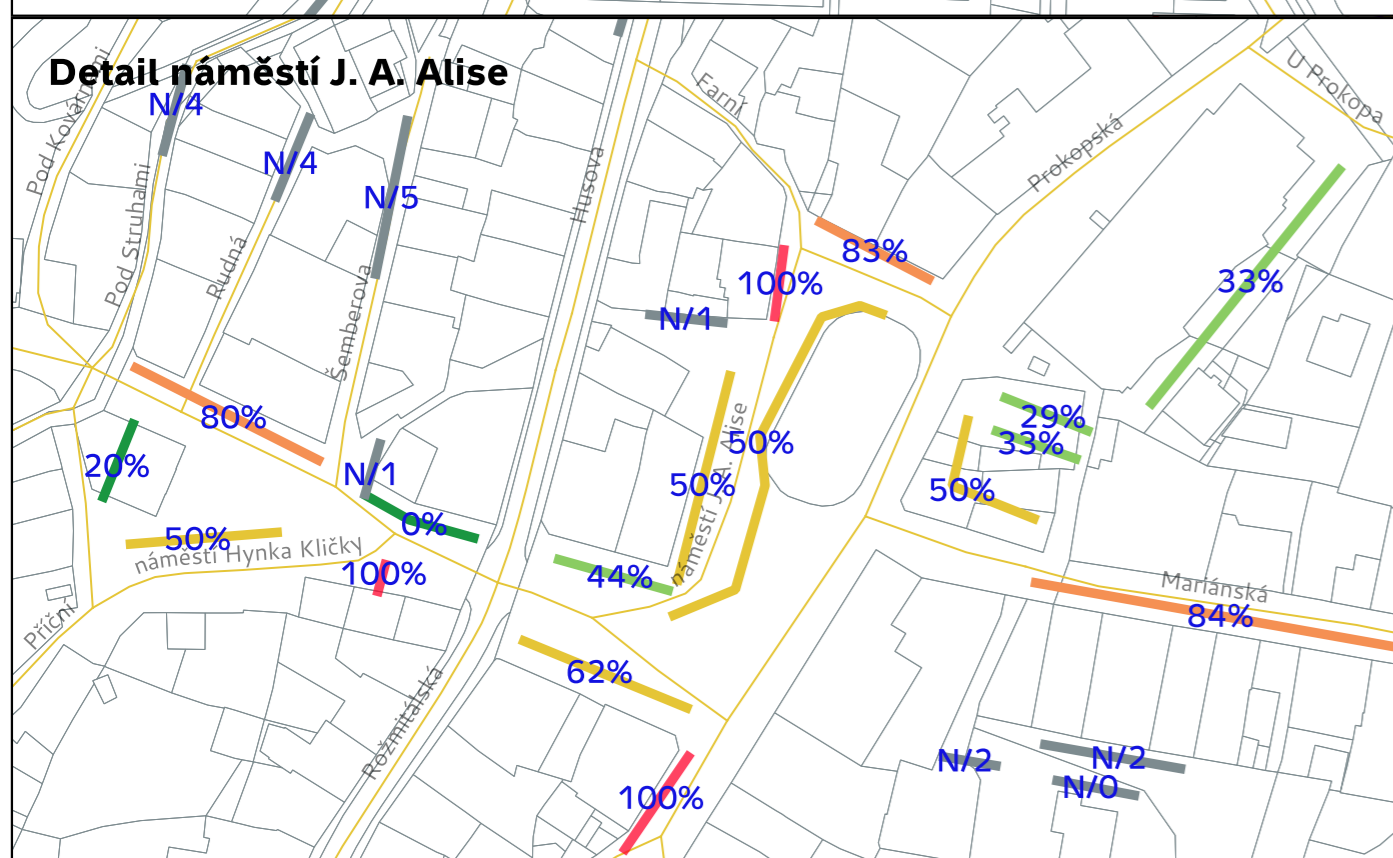 Detail náměstí J. A. Alise
Pod Kovárnami
N/4
Farní
U Prokopa
Prokopská
N/4
N/5
Husova
Pod Struhami
Rudná
Šemberova
83%
100%
33%
N/1
80%
29%
33%
50%
náměstí J. A. Alise
50%
50%
20%
N/1
0%
50%
náměstí Hynka Kličky
100%
44%
Mariánská
84%
Příční
62%
Rožmitálská
N/2
N/2
N/0
100%